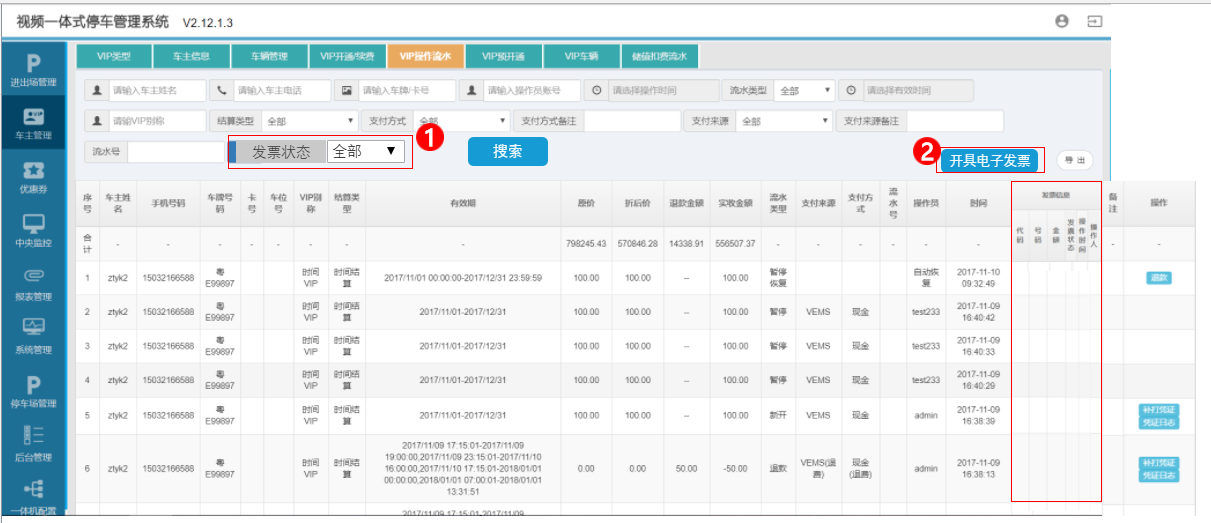 视频一体式停车管理系统 V2.12.1.3
P
进出场管理
车主管理
优惠券
中央监控
报表管理
系统管理
P
停车场管理
后台管理
一体机配置
VIP类型 车主信息 车辆管理 VIP开通/续费 VIP操作流水 VIP预开通 VIP车辆 储值扣费流水
请输入车主姓名 请输入车主电话 请输入车牌/卡号 请输入操作员账号 请选择操作时间 流水类型 全部 请选择有效时间
请输VIP别称 结算类型 全部 支付方式 全部 支付方式备注 支付来源 全部 支付来源备注
流水号 发票状态 全部 1 搜索 2 开具电子发票 导出
序号 车主姓名 手机号码 车牌号码 卡号 车位号 VIP别称 结算类型 有效期 原价 折后价 退款金额 实收金额 流水类型 支付来源 支付方式 流水号 操作员 时间 发票信息 备注 操作
代码 号码 金额 发票状态 操作时间 操作人
合计 - - - - - - - - 798245.43 570846.28 14338.91 556507.37 - - - - - - - -
1 ztyk2 15032166588 粤E99897 时间VIP 时间结算 2017/11/01 00:00:00-2017/12/31 23:59:59 100.00 100.00 -- 100.00 暂停恢复 自动恢复 2017-11-10 09:32:49 退款
2 ztyk2 15032166588 粤E99897 时间VIP 时间结算 2017/11/01-2017/12/31 100.00 100.00 -- 100.00 暂停 VEMS 现金 test233 2017-11-09 16:40:42
3 ztyk2 15032166588 粤E99897 时间VIP 时间结算 2017/11/01-2017/12/31 100.00 100.00 -- 100.00 暂停 VEMS 现金 test233 2017-11-09 16:40:33
4 ztyk2 15032166588 粤E99897 时间VIP 时间结算 2017/11/01-2017/12/31 100.00 100.00 -- 100.00 暂停 VEMS 现金 test233 2017-11-09 16:40:29
5 ztyk2 15032166588 粤E99897 时间VIP 时间结算 2017/11/01-2017/12/31 100.00 100.00 -- 100.00 新开 VEMS 现金 admin 2017-11-09 16:38:39 补打凭证 凭证日志
6 ztyk2 15032166588 粤E99897 时间VIP 时间结算 2017/11/09 17:15:01-2017/11/09 19:00:00,2017/11/09 23:15:01-2017/11/10 16:00:00,2017/11/10 17:15:01-2018/01/01 00:00:00,2018/01/01 07:00:01-2018/01/01 13:31:51 0.00 0.00 50.00 -50.00 退款 VEMS(退费) 现金(退费) admin 2017-11-09 16:38:13 补打凭证 凭证日志
2017/11/09 17:15:01-2017/11/09